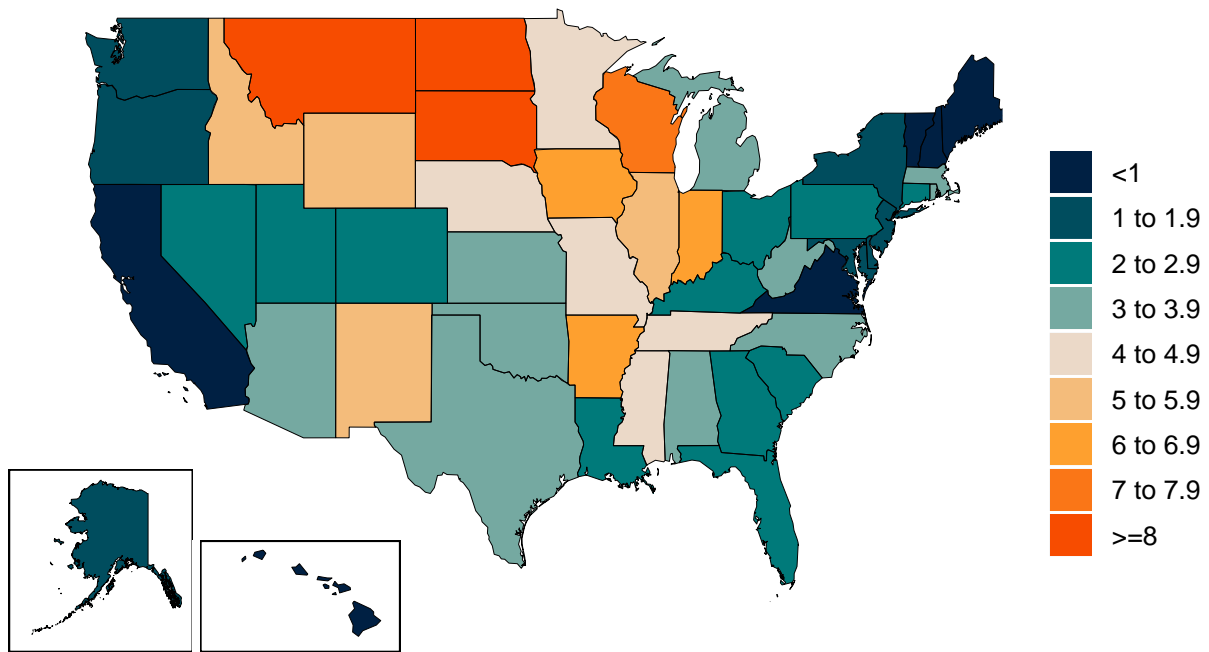 <1
1 to 1.9
2 to 2.9
3 to 3.9
4 to 4.9
5 to 5.9
6 to 6.9
7 to 7.9
>=8